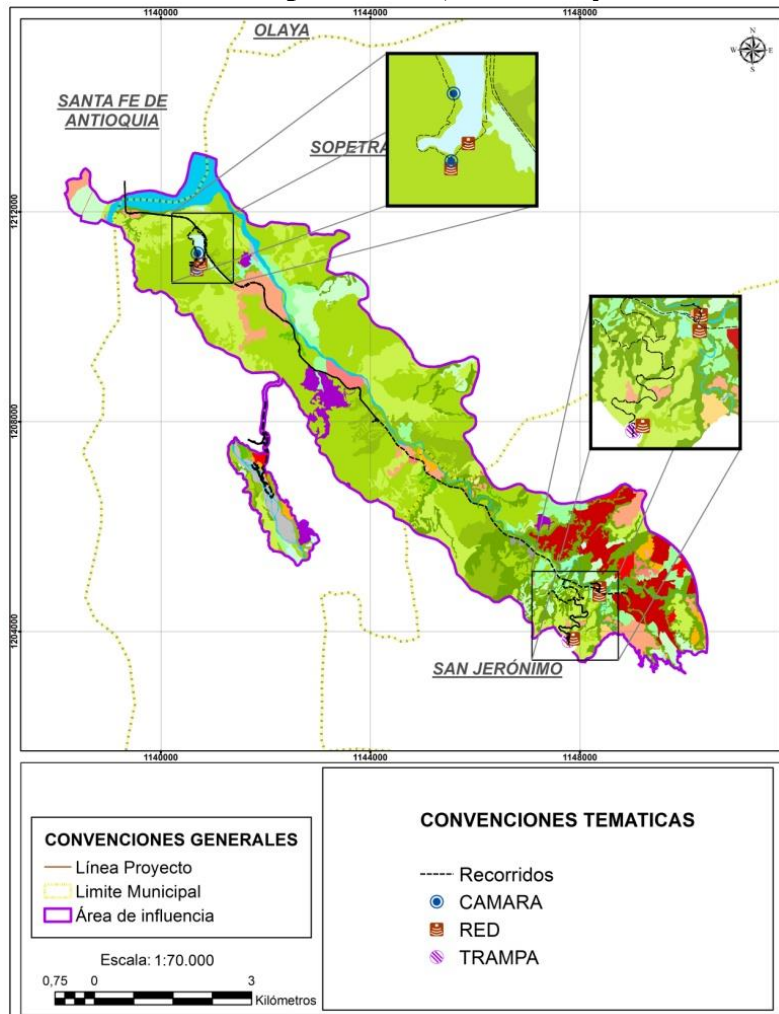 1140000 1144000 1148000
OLAYA
N
W E
S
SANTA FE DE
ANTIOQUIA
SOPETRA
1212000
1208000
1204000
SAN JERÓNIMO
1140000 1144000 1148000
CONVENCIONES GENERALES
Línea Proyecto
Limite Municipal
Área de influencia
Escala: 1:70.000
0,75 0 3
Kilómetros
CONVENCIONES TEMATICAS
Recorridos
CAMARA
RED
TRAMPA